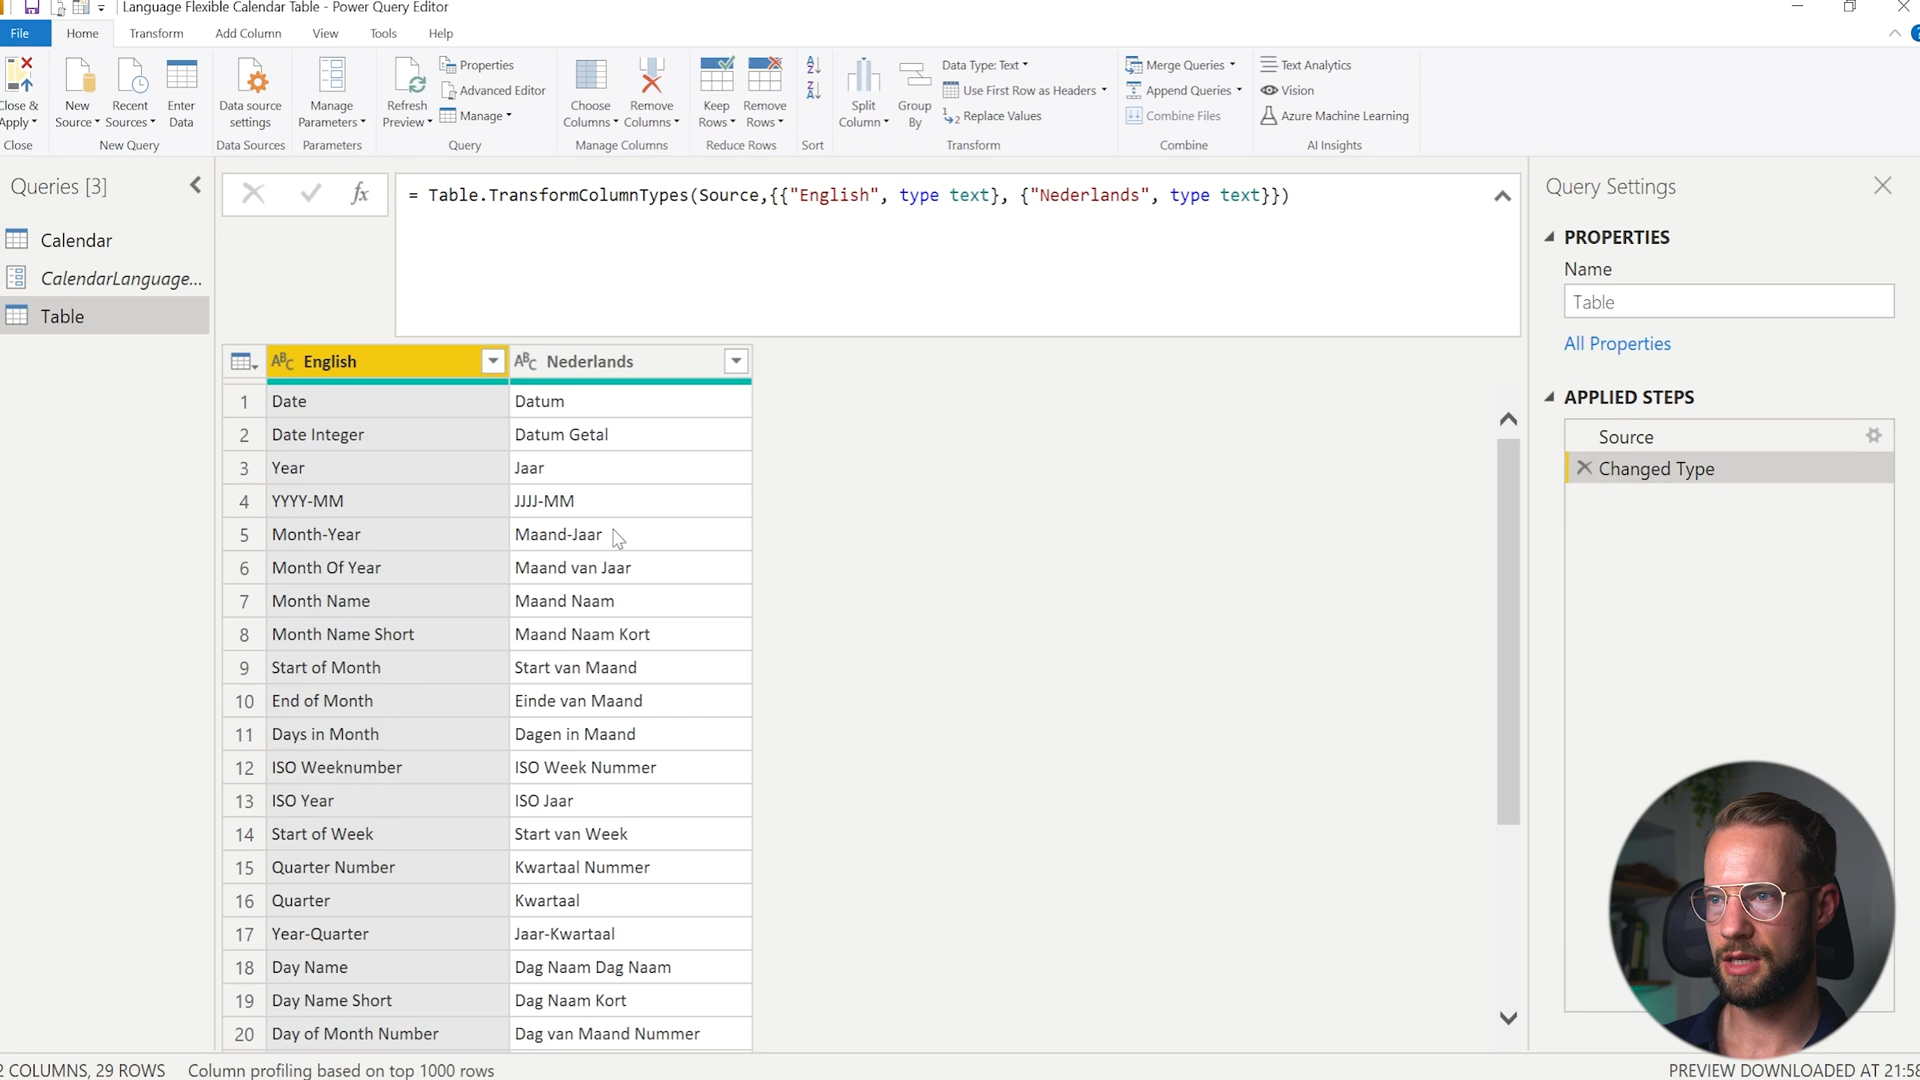 Language Flexible Calendar Table - Power Query Editor
File Home Transform Add Column View Tools Help
Close & Apply
New Source
Recent Sources
Enter Data
Data source settings
Manage Parameters
Refresh Preview
Properties
Advanced Editor
Manage
Choose Columns
Remove Columns
Keep Rows
Remove Rows
Split Column
Group By
Data Type: Text
Use First Row as Headers
Replace Values
Merge Queries
Append Queries
Combine Files
Text Analytics
Vision
Azure Machine Learning
Close New Query Data Sources Parameters Query Manage Columns Reduce Rows Sort Transform Combine AI Insights
Queries [3]
Calendar
CalendarLanguage...
Table
= Table.TransformColumnTypes(Source,{{"English", type text}, {"Nederlands", type text}})
English Nederlands
1 Date Datum
2 Date Integer Datum Getal
3 Year Jaar
4 YYYY-MM JJJJ-MM
5 Month-Year Maand-Jaar
6 Month Of Year Maand van Jaar
7 Month Name Maand Naam
8 Month Name Short Maand Naam Kort
9 Start of Month Start van Maand
10 End of Month Einde van Maand
11 Days in Month Dagen in Maand
12 ISO Weeknumber ISO Week Nummer
13 ISO Year ISO Jaar
14 Start of Week Start van Week
15 Quarter Number Kwartaal Nummer
16 Quarter Kwartaal
17 Year-Quarter Jaar-Kwartaal
18 Day Name Dag Naam Dag Naam
19 Day Name Short Dag Naam Kort
20 Day of Month Number Dag van Maand Nummer
Query Settings
PROPERTIES
Name
Table
All Properties
APPLIED STEPS
Source
Changed Type
2 COLUMNS, 29 ROWS Column profiling based on top 1000 rows
PREVIEW DOWNLOADED AT 21:58